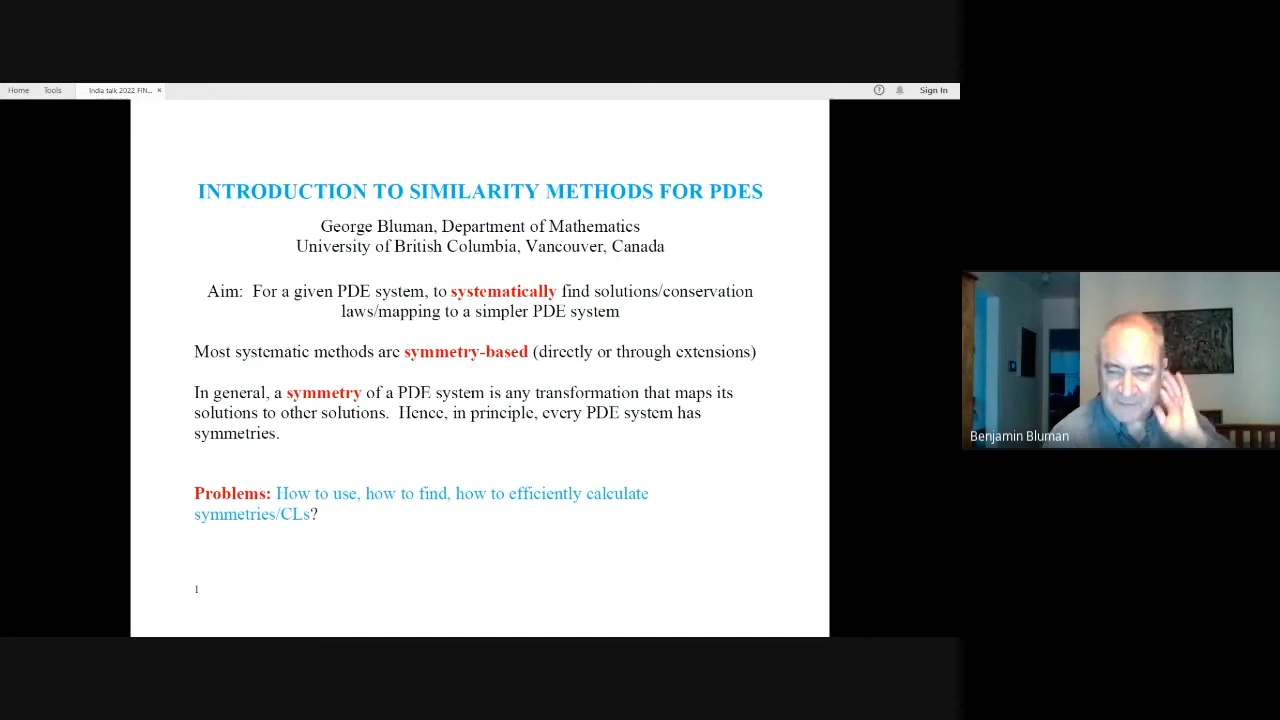 Home Tools India talk 2022 FIN... × ? Sign In
INTRODUCTION TO SIMILARITY METHODS FOR PDES
George Bluman, Department of Mathematics
University of British Columbia, Vancouver, Canada
Aim: For a given PDE system, to systematically find solutions/conservation
laws/mapping to a simpler PDE system
Most systematic methods are symmetry-based (directly or through extensions)
In general, a symmetry of a PDE system is any transformation that maps its
solutions to other solutions. Hence, in principle, every PDE system has
symmetries.
Problems: How to use, how to find, how to efficiently calculate
symmetries/CLs?
1
Benjamin Bluman